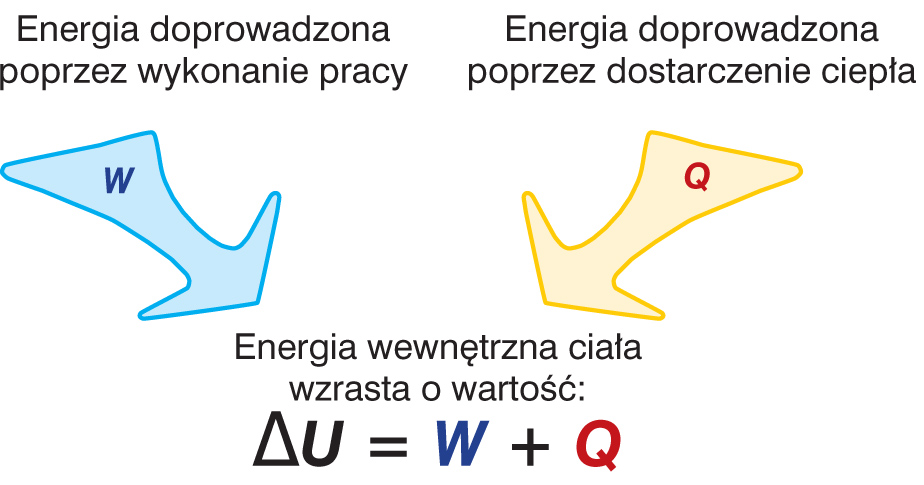 Energia doprowadzona
poprzez wykonanie pracy
Energia doprowadzona
poprzez dostarczenie ciepła
W
Q
Energia wewnętrzna ciała
wzrasta o wartość:
ΔU = W + Q